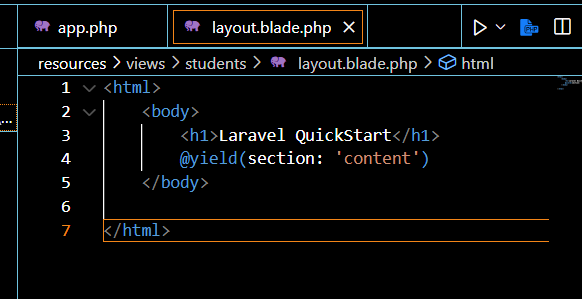 app.php layout.blade.php
resources > views > students > layout.blade.php > html
1 <html>
2 <body>
3 <h1>Laravel QuickStart</h1>
4 @yield(section: 'content')
5 </body>
6
7 </html>
...